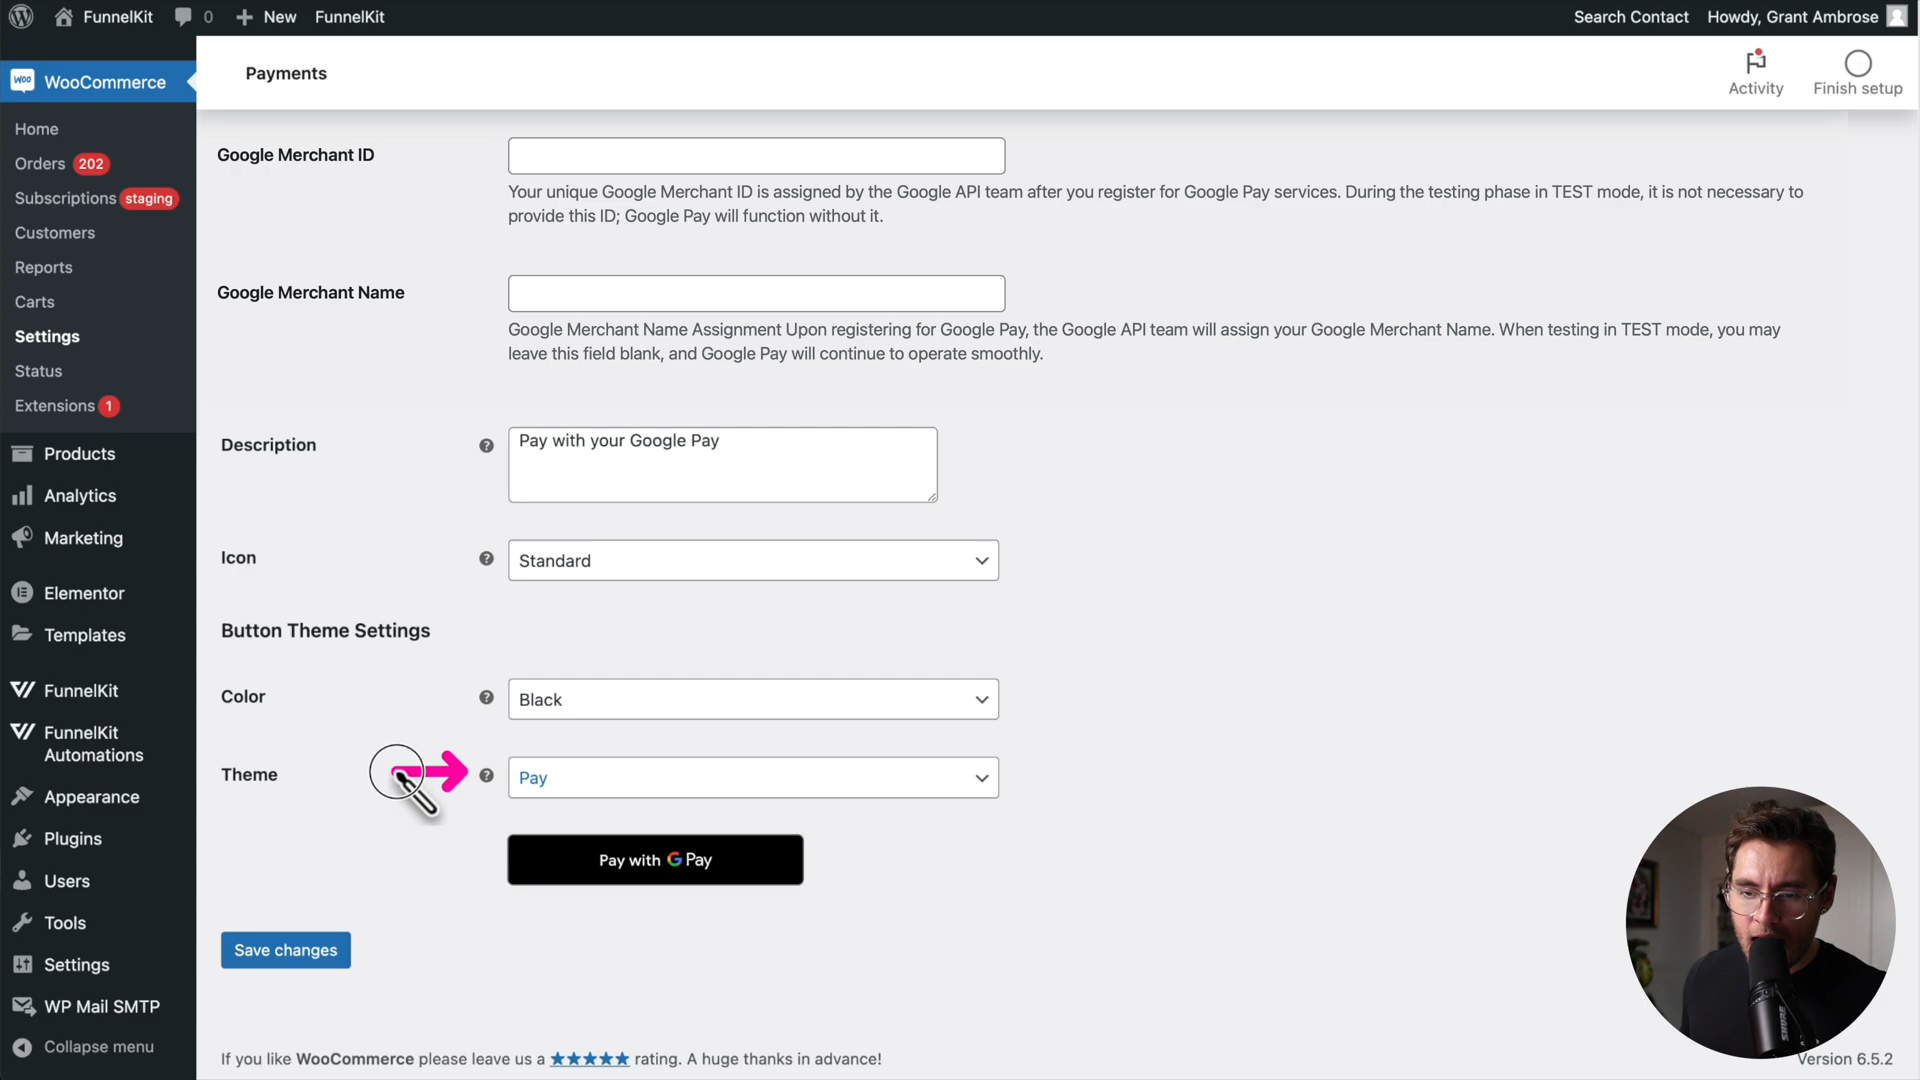 FunnelKit 0 New FunnelKit Search Contact Howdy, Grant Ambrose
WooCommerce
Payments
Activity
Finish setup
Home
Orders 202
Subscriptions staging
Customers
Reports
Carts
Settings
Status
Extensions 1
Products
Analytics
Marketing
Elementor
Templates
FunnelKit
FunnelKit
Automations
Appearance
Plugins
Users
Tools
Settings
WP Mail SMTP
Collapse menu
Google Merchant ID
Your unique Google Merchant ID is assigned by the Google API team after you register for Google Pay services. During the testing phase in TEST mode, it is not necessary to
provide this ID; Google Pay will function without it.
Google Merchant Name
Google Merchant Name Assignment Upon registering for Google Pay, the Google API team will assign your Google Merchant Name. When testing in TEST mode, you may
leave this field blank, and Google Pay will continue to operate smoothly.
Description
Pay with your Google Pay
Icon
Standard
Button Theme Settings
Color
Black
Theme
Pay
Pay with G Pay
Save changes
If you like WooCommerce please leave us a ★★★★★ rating. A huge thanks in advance!
Version 6.5.2
SHURE